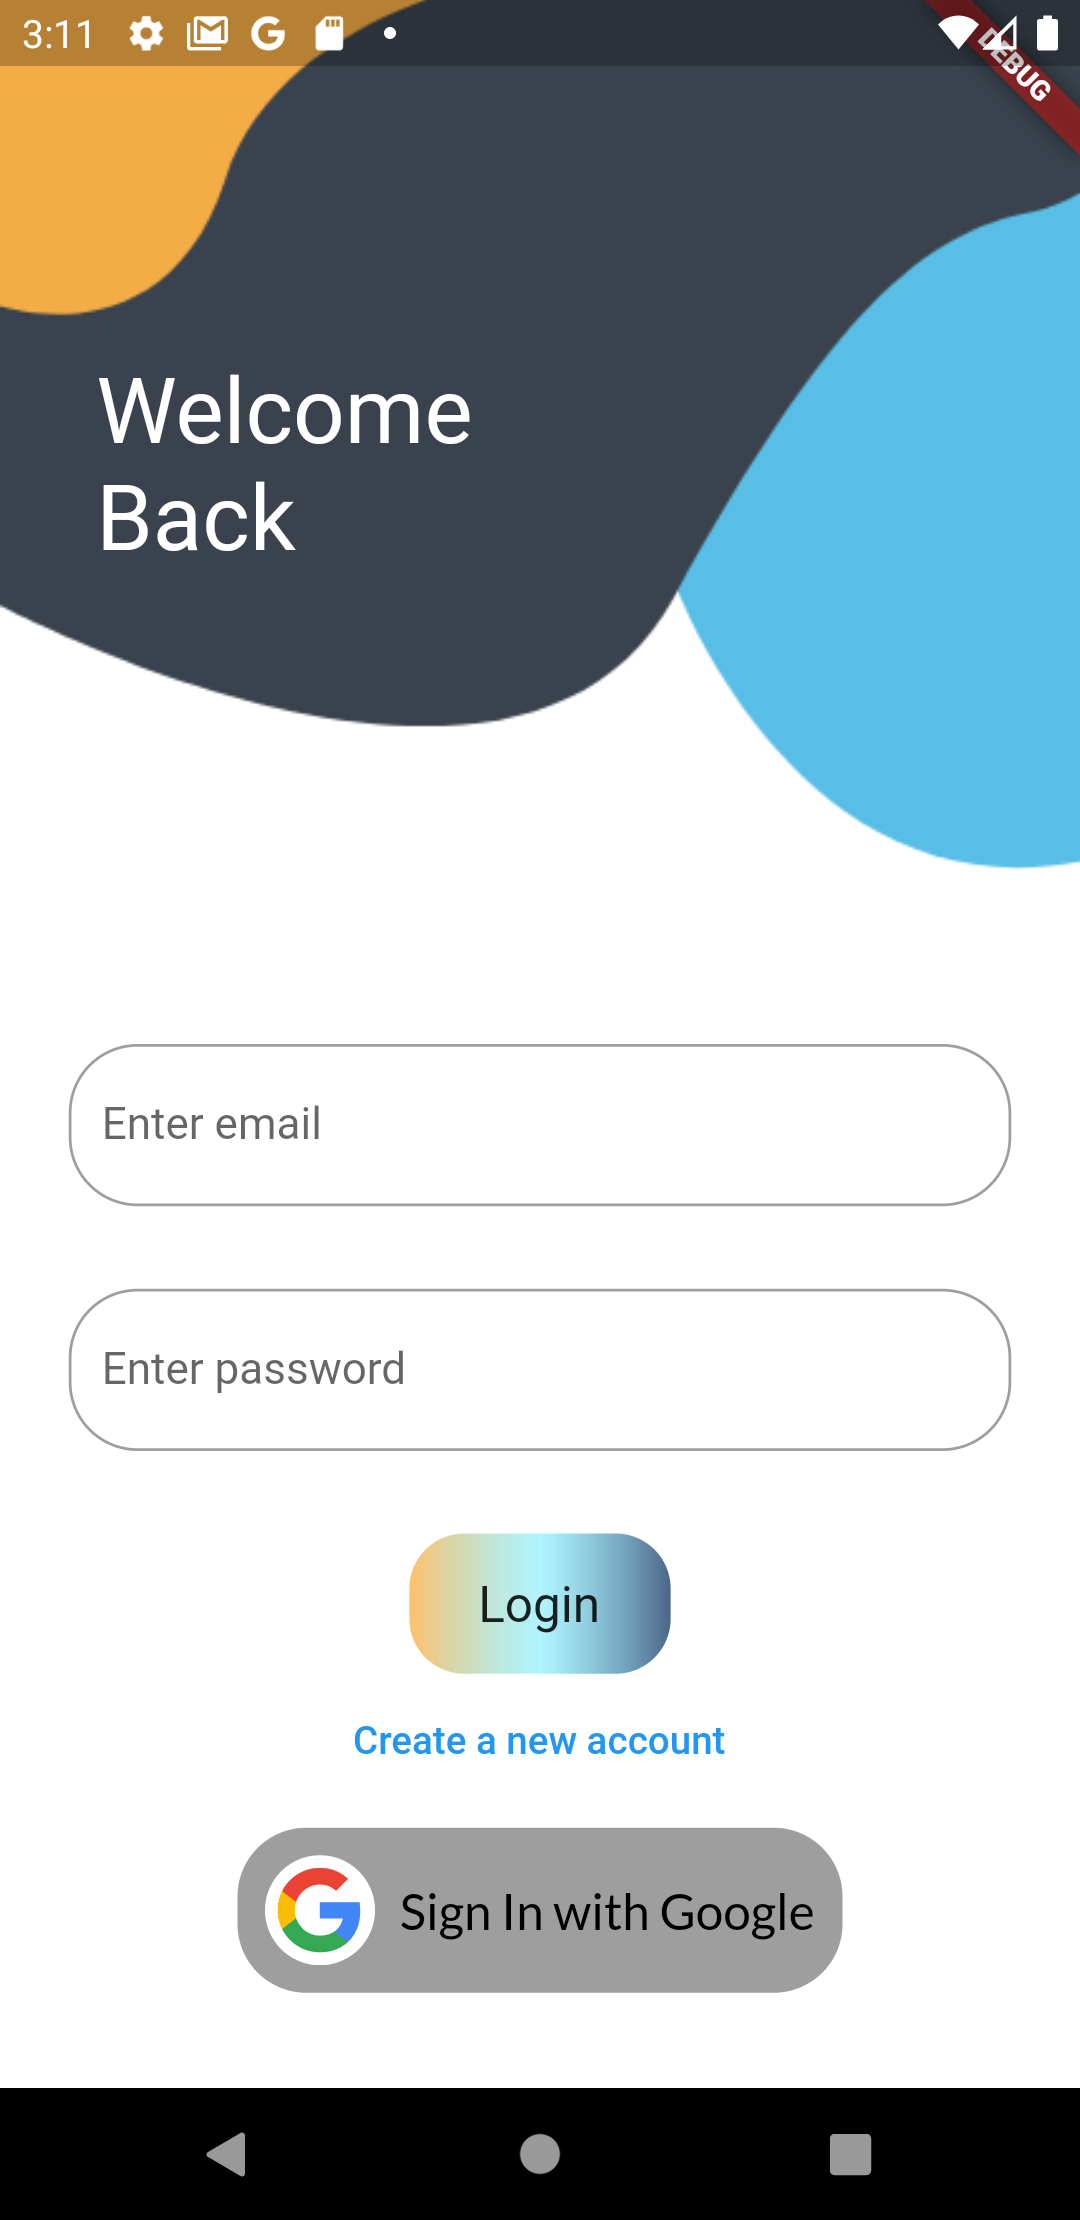 3:11
DEBUG
Welcome
Back
Enter email
Enter password
Login
Create a new account
Sign In with Google